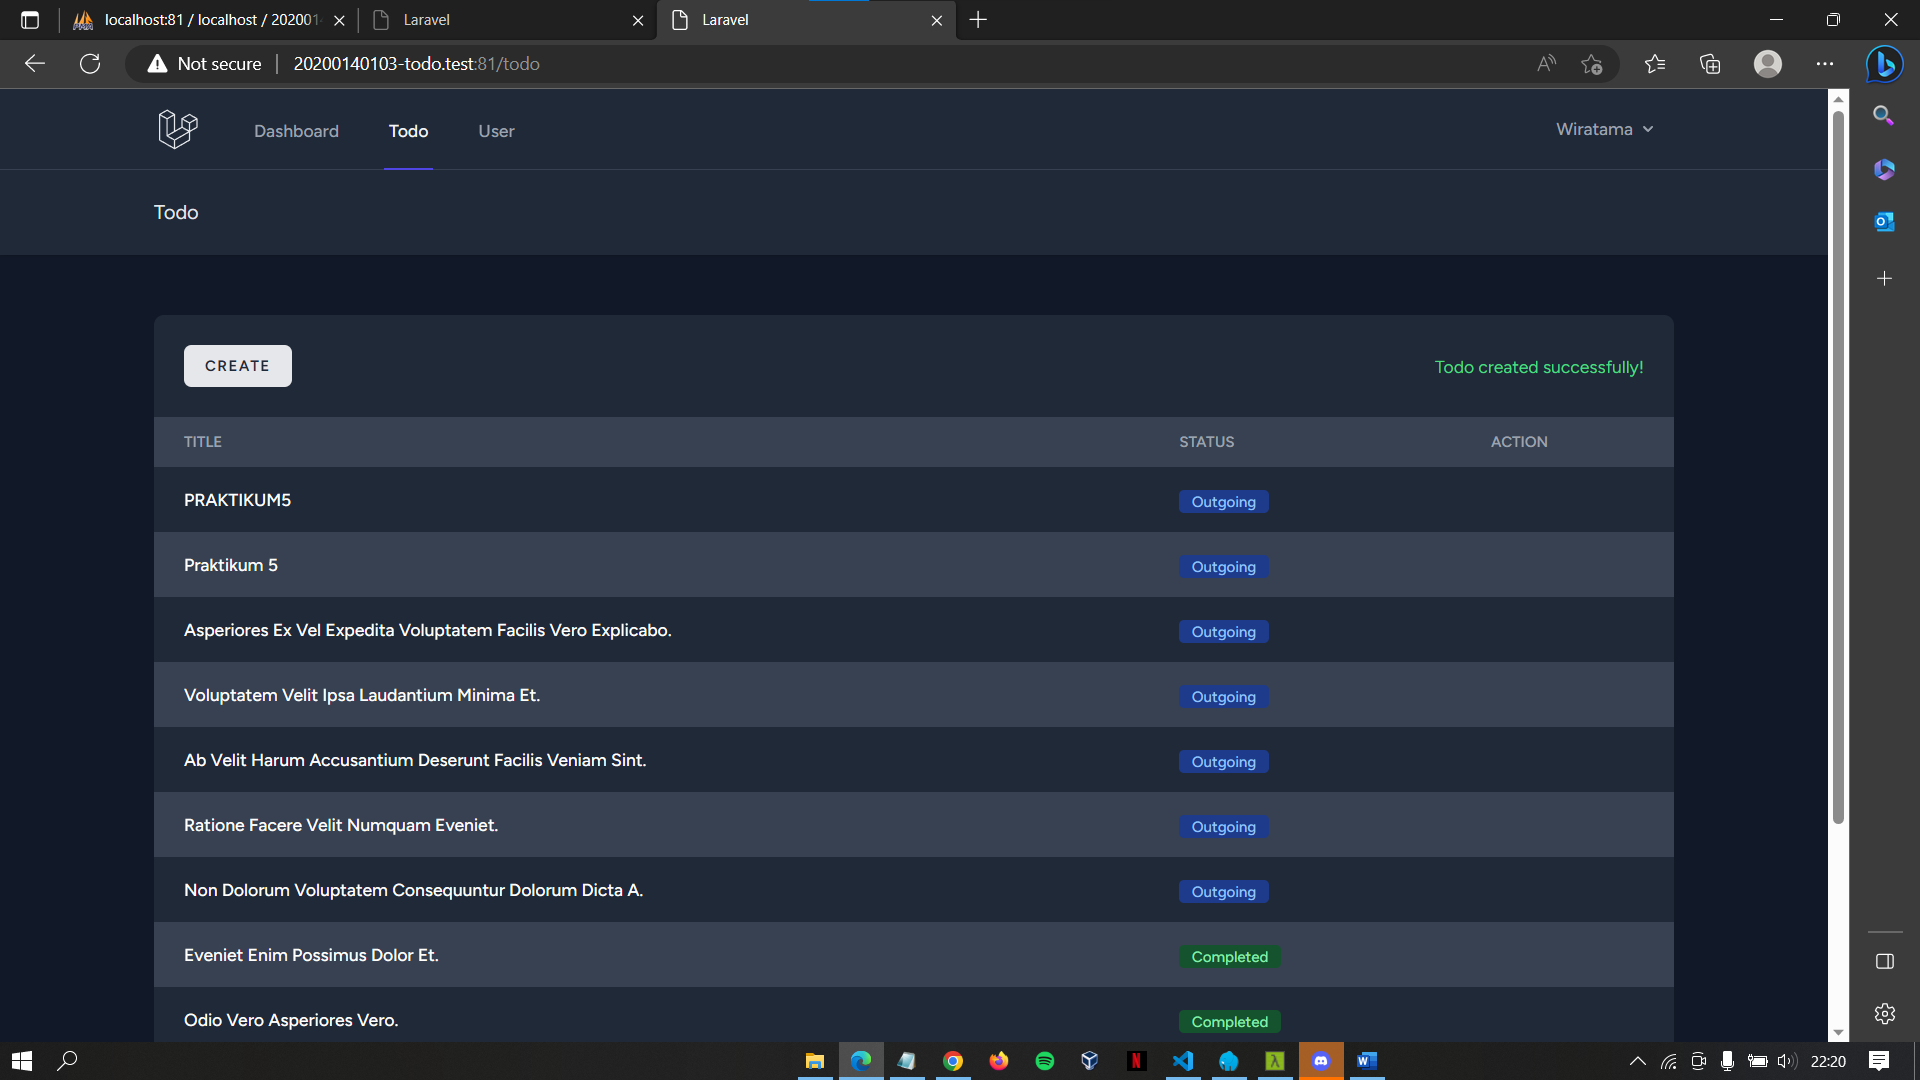 localhost:81 / localhost / 202001
Laravel
Laravel
Not secure
20200140103-todo.test:81/todo
Dashboard
Todo
User
Wiratama
Todo
CREATE
Todo created successfully!
TITLE
STATUS
ACTION
PRAKTIKUM5
Outgoing
Praktikum 5
Outgoing
Asperiores Ex Vel Expedita Voluptatem Facilis Vero Explicabo.
Outgoing
Voluptatem Velit Ipsa Laudantium Minima Et.
Outgoing
Ab Velit Harum Accusantium Deserunt Facilis Veniam Sint.
Outgoing
Ratione Facere Velit Numquam Eveniet.
Outgoing
Non Dolorum Voluptatem Consequuntur Dolorum Dicta A.
Outgoing
Eveniet Enim Possimus Dolor Et.
Completed
Odio Vero Asperiores Vero.
Completed
22:20